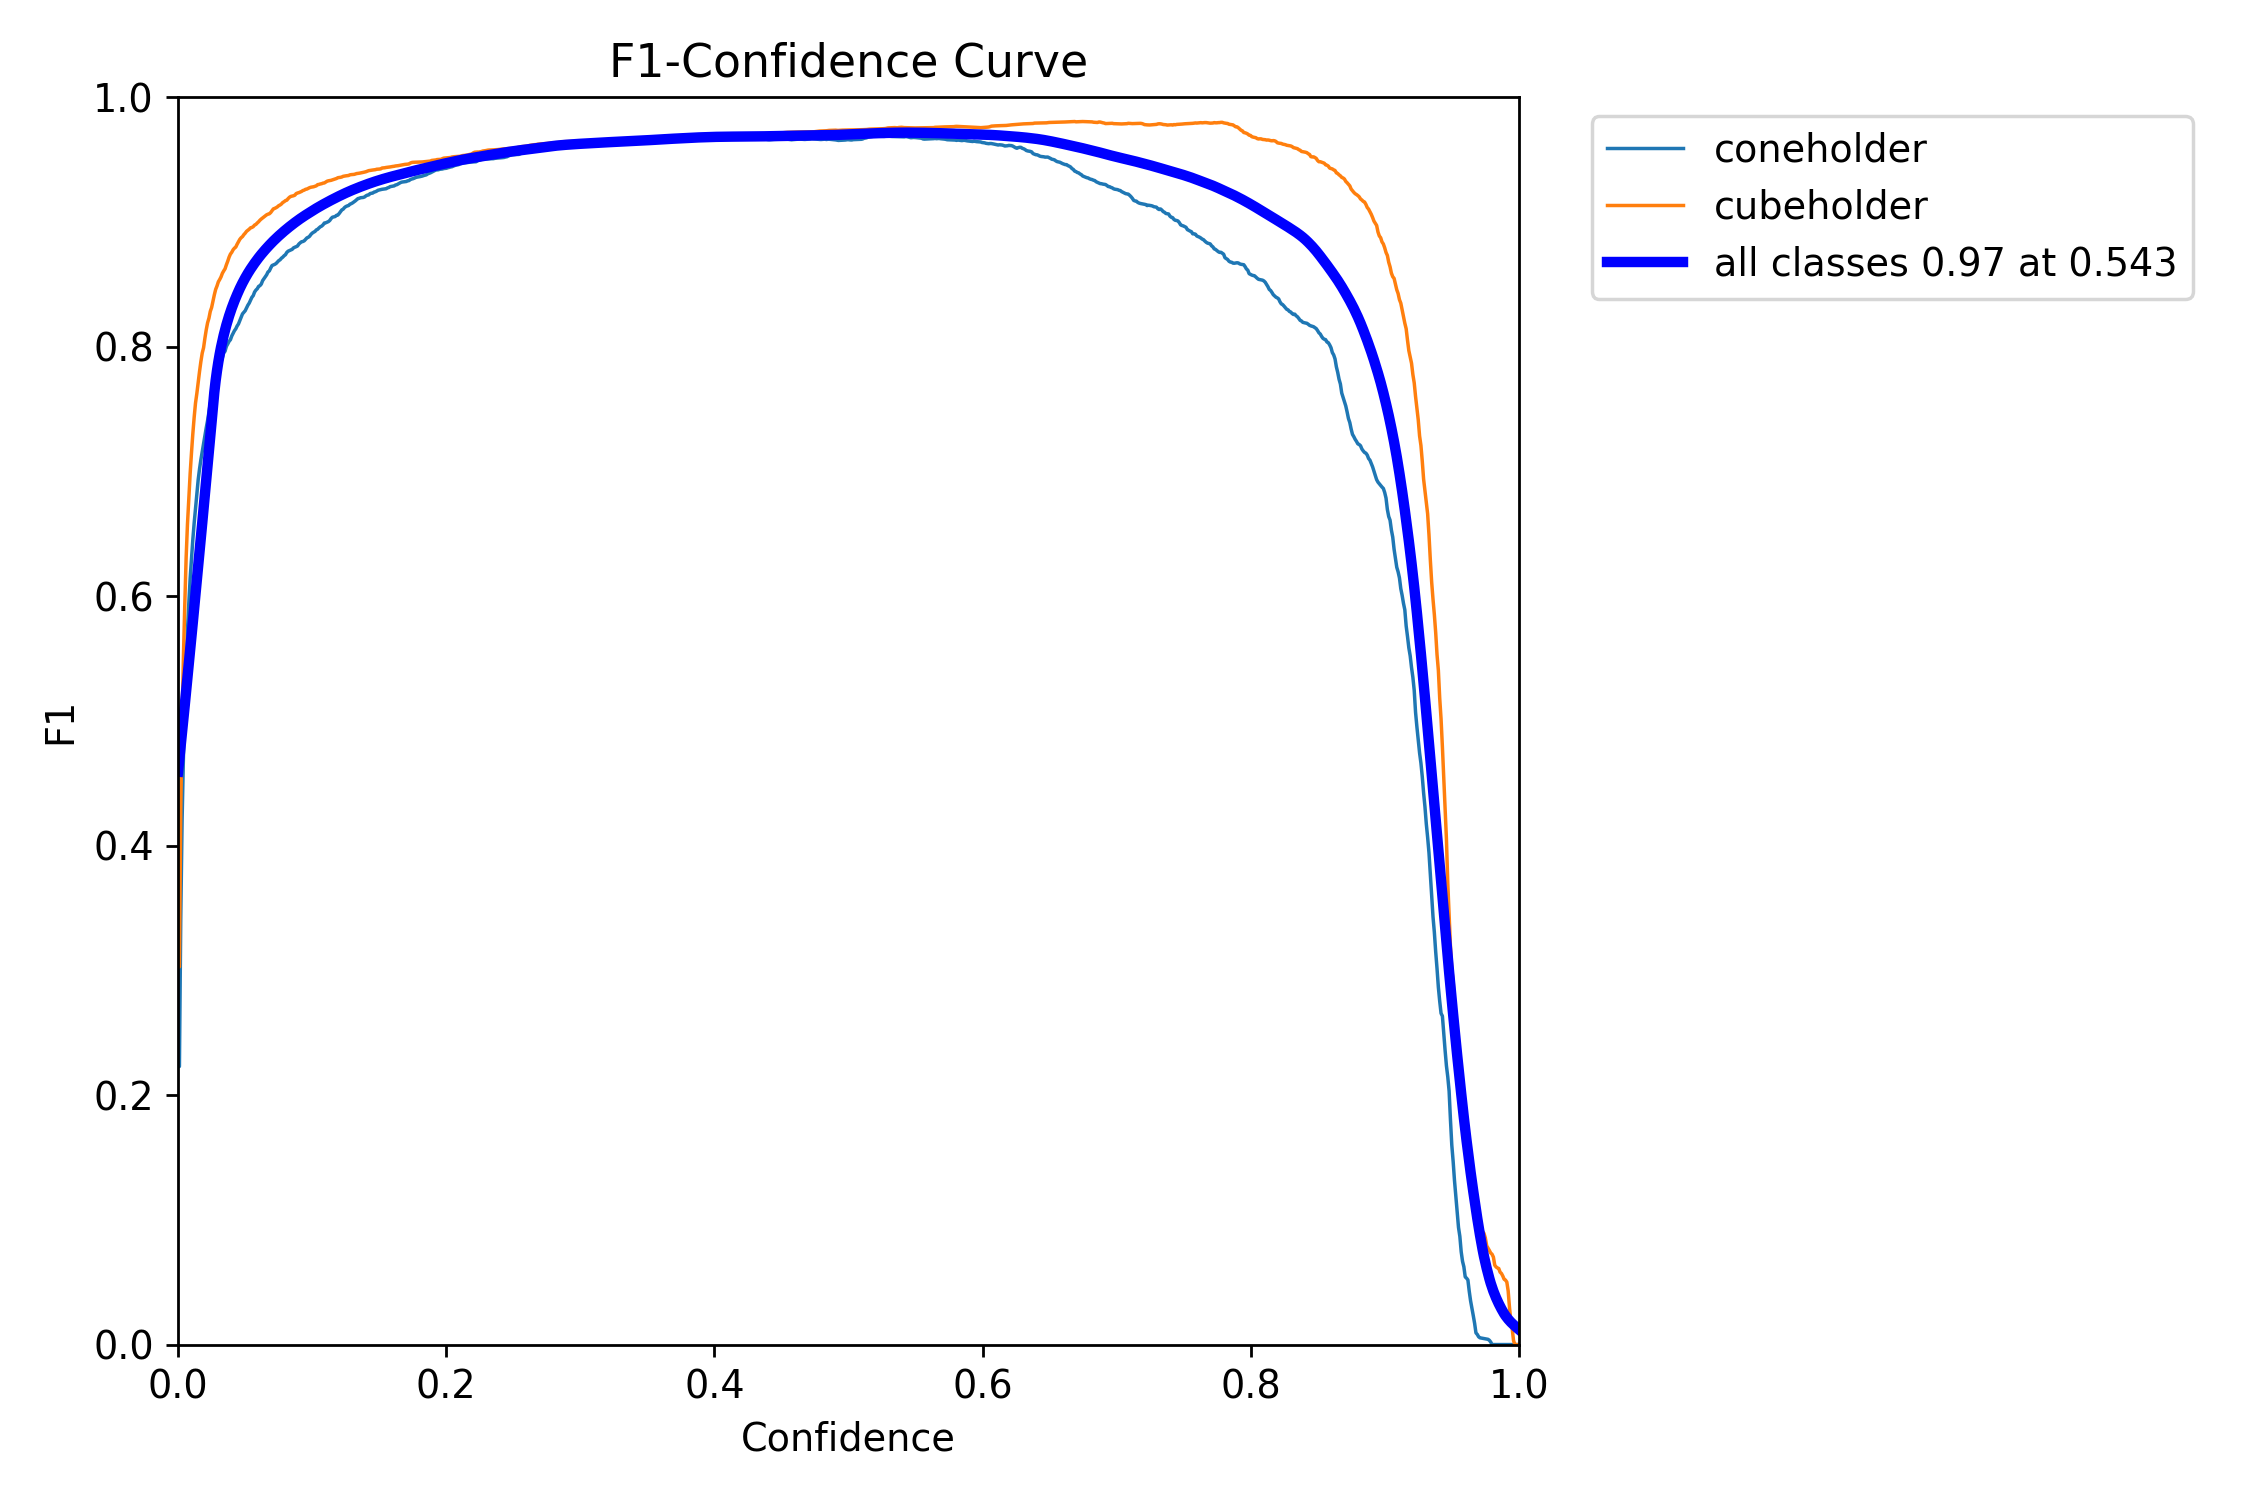 F1-Confidence Curve
coneholder
cubeholder
all classes 0.97 at 0.543
1.0
0.8
0.6
0.4
0.2
0.0
F1
0.0 0.2 0.4 0.6 0.8 1.0
Confidence